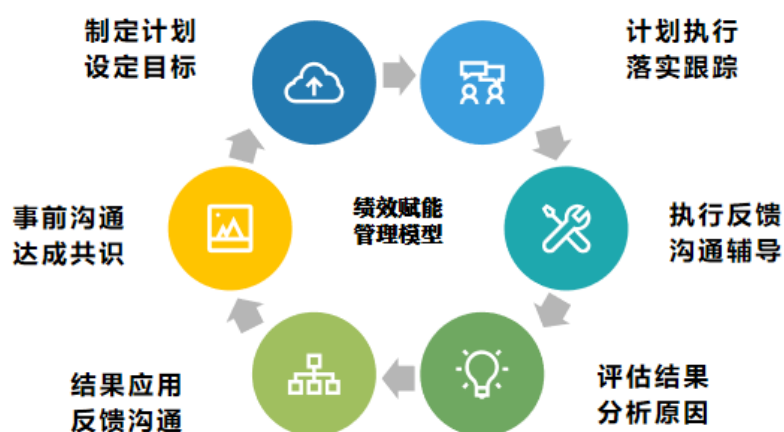 制定计划
设定目标
计划执行
落实跟踪
事前沟通
达成共识
绩效赋能
管理模型
执行反馈
沟通辅导
结果应用
反馈沟通
评估结果
分析原因